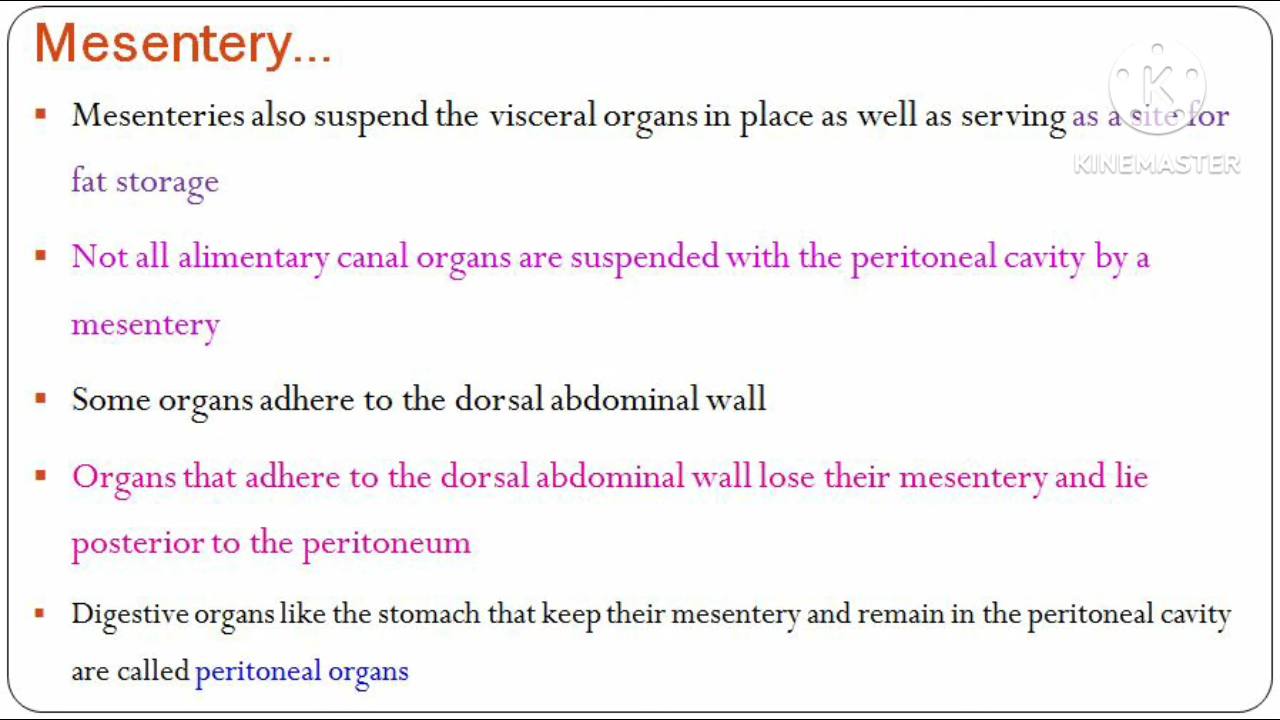 Mesentery...
Mesenteries also suspend the visceral organs in place as well as serving as a site for
fat storage
KINEMASTER
Not all alimentary canal organs are suspended with the peritoneal cavity by a
mesentery
Some organs adhere to the dorsal abdominal wall
Organs that adhere to the dorsal abdominal wall lose their mesentery and lie
posterior to the peritoneum
Digestive organs like the stomach that keep their mesentery and remain in the peritoneal cavity
are called peritoneal organs